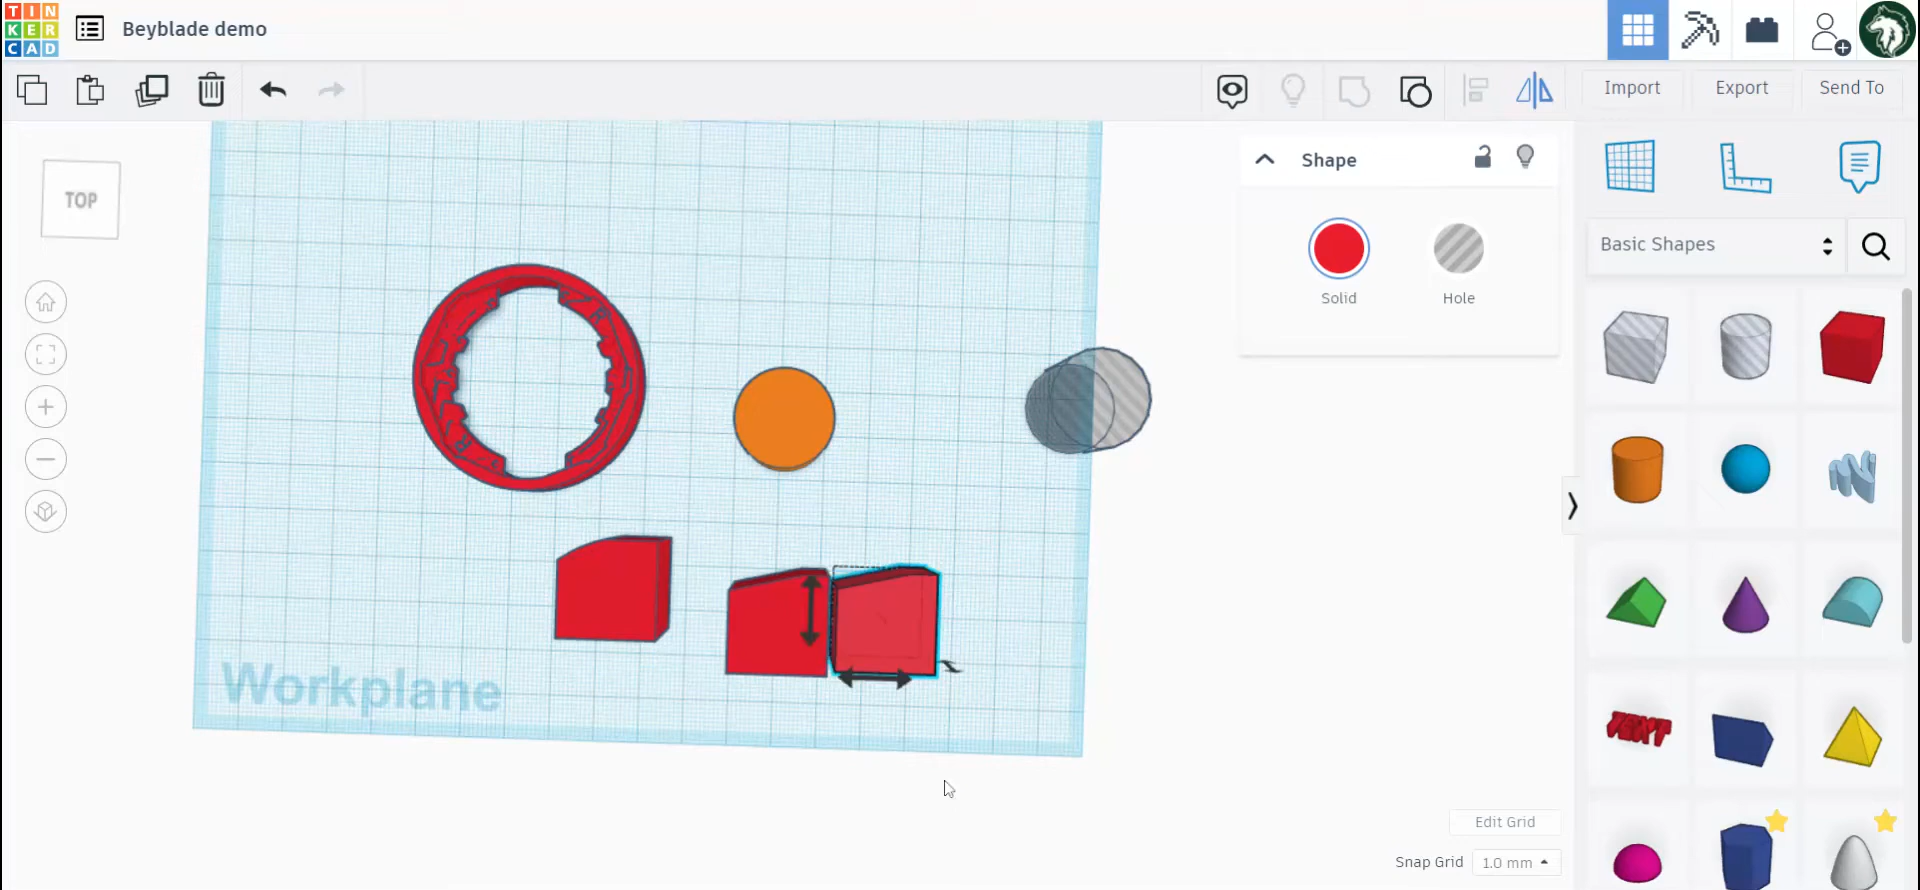 TIN
KER
CAD
Beyblade demo
Import
Export
Send To
TOP
Shape
Solid
Hole
Basic Shapes
R
R
Workplane
TEXT
Edit Grid
Snap Grid
1.0 mm